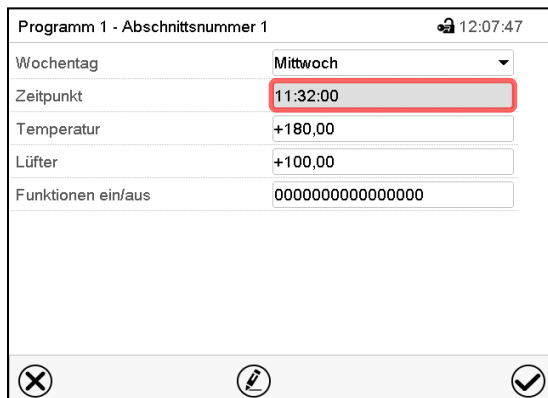 Programm 1 - Abschnittsnummer 1 12:07:47
Wochentag Mittwoch
Zeitpunkt 11:32:00
Temperatur +180,00
Lüfter +100,00
Funktionen ein/aus 0000000000000000